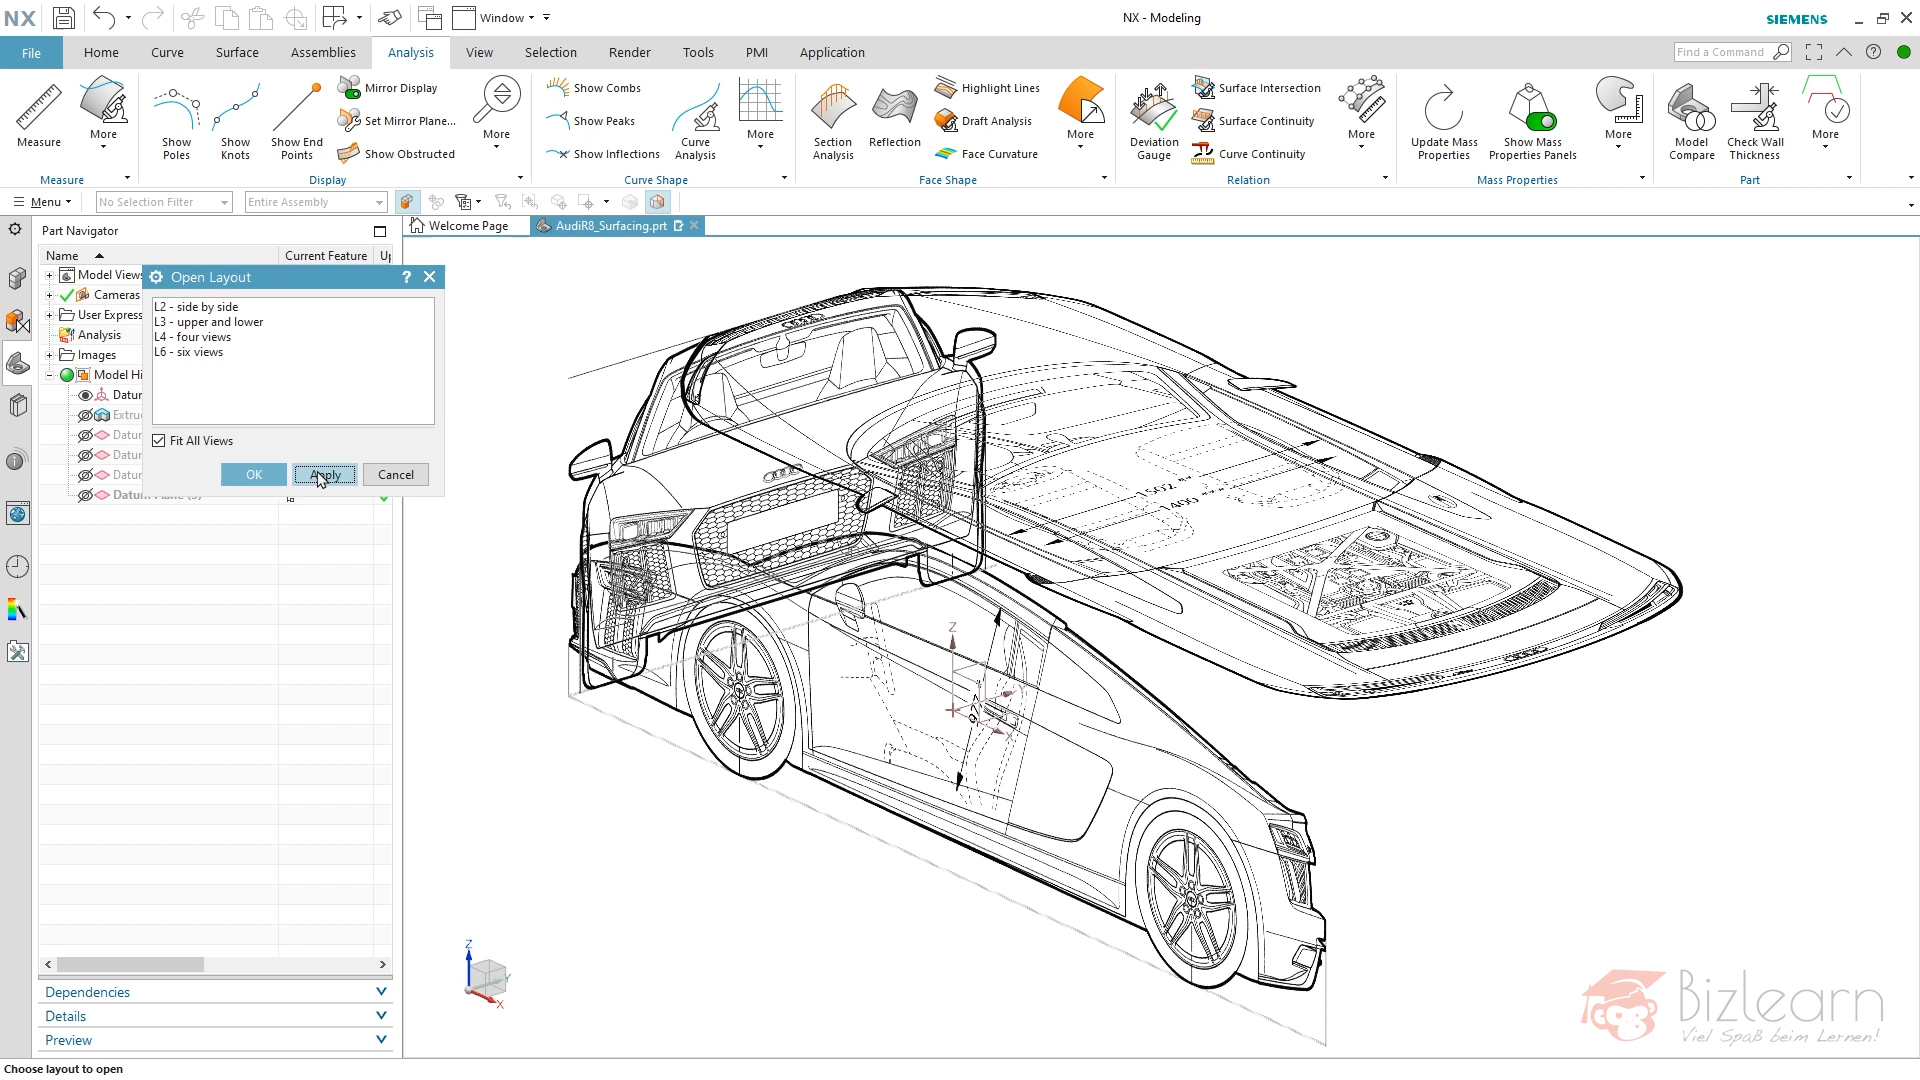 NX
Window
NX - Modeling
SIEMENS
File
Home
Curve
Surface
Assemblies
Analysis
View
Selection
Render
Tools
PMI
Application
Find a Command
Measure
More
Show Poles
Show Knots
Show End Points
Mirror Display
Set Mirror Plane...
Show Obstructed
More
Show Combs
Show Peaks
Show Inflections
Curve Analysis
More
Section Analysis
Reflection
Highlight Lines
Draft Analysis
Face Curvature
More
Deviation Gauge
Surface Intersection
Surface Continuity
Curve Continuity
More
Update Mass Properties
Show Mass Properties Panels
More
Model Compare
Check Wall Thickness
More
Measure
Display
Curve Shape
Face Shape
Relation
Mass Properties
Part
Menu
No Selection Filter
Entire Assembly
Part Navigator
Welcome Page
AudiR8_Surfacing.prt
Name
Current Feature
Model Views
Cameras
User Express
Analysis
Images
Model Hi
Datur
Extru
Datur
Datur
Datur
Open Layout
L2 - side by side
L3 - upper and lower
L4 - four views
L6 - six views
Fit All Views
OK
Apply
Cancel
1502
Z
Z
X
Dependencies
Details
Preview
Bizlearn
Viel Spaß beim Lernen!
Choose layout to open